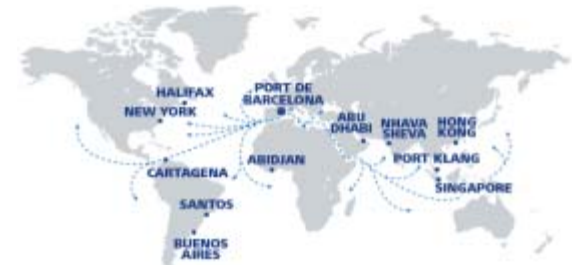 HALIFAX
NEW YORK
PORT DE
BARCELONA
ABU
DHABI
NHAVA
SHEVA
HONG
KONG
PORT KLANG
ABIDJAN
CARTAGENA
SINGAPORE
SANTOS
BUENOS
AIRES